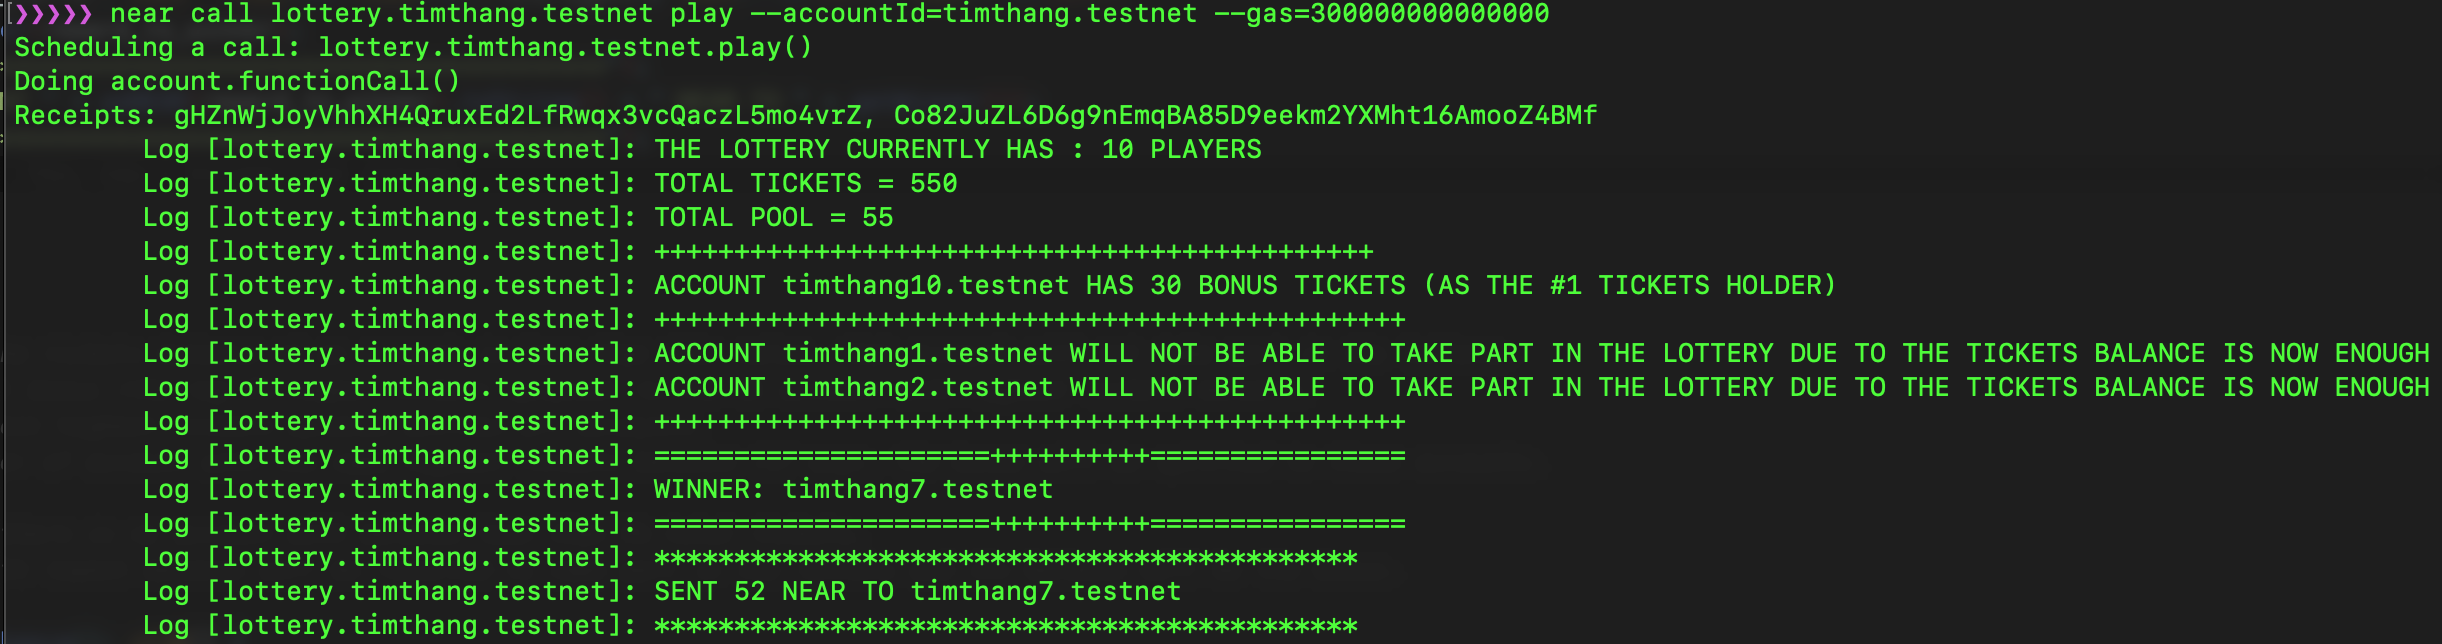 [❯❯❯❯❯ near call lottery.timthang.testnet play --accountId=timthang.testnet --gas=300000000000000
Scheduling a call: lottery.timthang.testnet.play()
Doing account.functionCall()
Receipts: gHZnWjJoyVhhXH4QruxEd2LfRwqx3vcQaczL5mo4vrZ, Co82JuZL6D6g9nEmqBA85D9eekm2YXMht16AmooZ4BMf
Log [lottery.timthang.testnet]: THE LOTTERY CURRENTLY HAS : 10 PLAYERS
Log [lottery.timthang.testnet]: TOTAL TICKETS = 550
Log [lottery.timthang.testnet]: TOTAL POOL = 55
Log [lottery.timthang.testnet]: +++++++++++++++++++++++++++++++++++++++++++++
Log [lottery.timthang.testnet]: ACCOUNT timthang10.testnet HAS 30 BONUS TICKETS (AS THE #1 TICKETS HOLDER)
Log [lottery.timthang.testnet]: +++++++++++++++++++++++++++++++++++++++++++++++
Log [lottery.timthang.testnet]: ACCOUNT timthang1.testnet WILL NOT BE ABLE TO TAKE PART IN THE LOTTERY DUE TO THE TICKETS BALANCE IS NOW ENOUGH
Log [lottery.timthang.testnet]: ACCOUNT timthang2.testnet WILL NOT BE ABLE TO TAKE PART IN THE LOTTERY DUE TO THE TICKETS BALANCE IS NOW ENOUGH
Log [lottery.timthang.testnet]: +++++++++++++++++++++++++++++++++++++++++++++++
Log [lottery.timthang.testnet]: =====================++++++++++================
Log [lottery.timthang.testnet]: WINNER: timthang7.testnet
Log [lottery.timthang.testnet]: =====================++++++++++================
Log [lottery.timthang.testnet]: ********************************************
Log [lottery.timthang.testnet]: SENT 52 NEAR TO timthang7.testnet
Log [lottery.timthang.testnet]: ********************************************